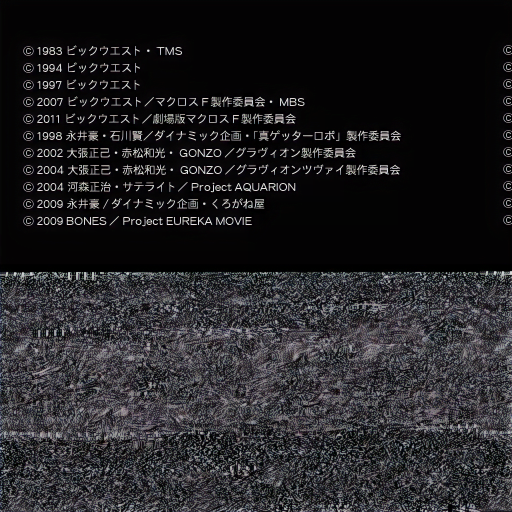 © 1983 ビックウエスト・ TMS
© 1994 ビックウエスト
© 1997 ビックウエスト
© 2007 ビックウエスト／マクロスＦ製作委員会・ MBS
© 2011 ビックウエスト／劇場版マクロスＦ製作委員会
© 1998 永井豪・石川賢／ダイナミック企画・「真ゲッターロボ」製作委員会
© 2002 大張正己・赤松和光・ GONZO ／グラヴィオン製作委員会
© 2004 大張正己・赤松和光・ GONZO ／グラヴィオンツヴァイ製作委員会
© 2004 河森正治・サテライト／ Project AQUARION
© 2009 永井豪 / ダイナミック企画・くろがね屋
© 2009 BONES ／ Project EUREKA MOVIE